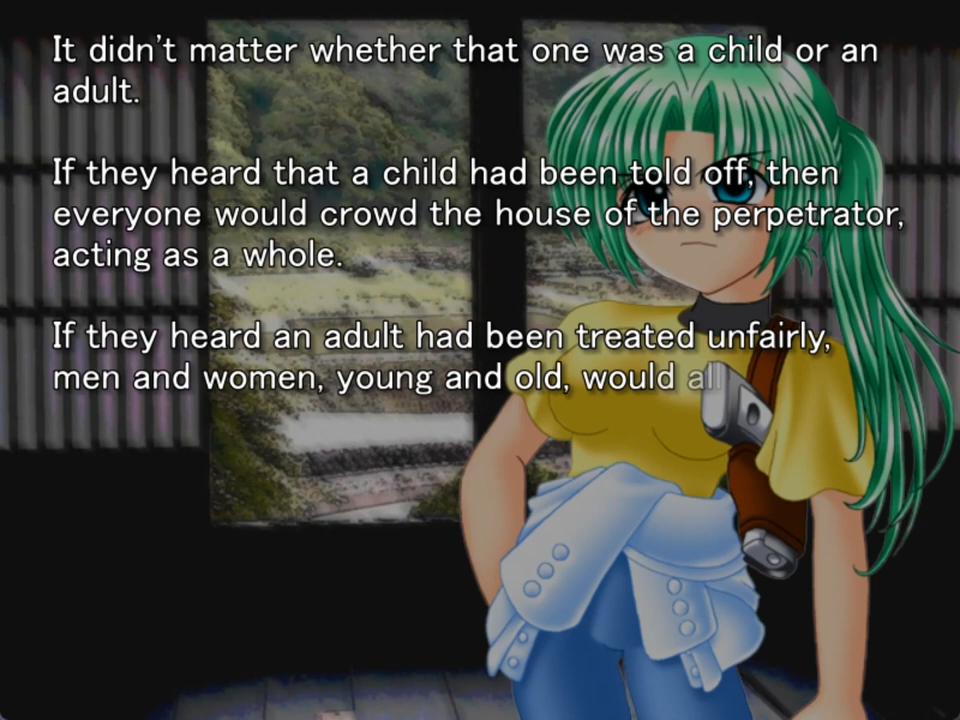 It didn't matter whether that one was a child or an
adult.
If they heard that a child had been told off, then
everyone would crowd the house of the perpetrator,
acting as a whole.
If they heard an adult had been treated unfairly,
men and women, young and old, would all